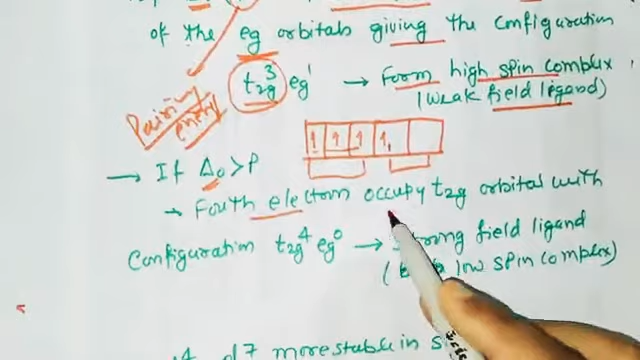 of the eg orbitals giving the configuration
t2g³ eg¹ → Form high spin complex
(weak field ligand)
Pairing energy
1 1 1 1
→ If Δo > P
→ Fouth electron occupy t2g orbital with
Configuration t2g⁴ eg⁰ → field ligand
( low spin complex)
d7 more stable in